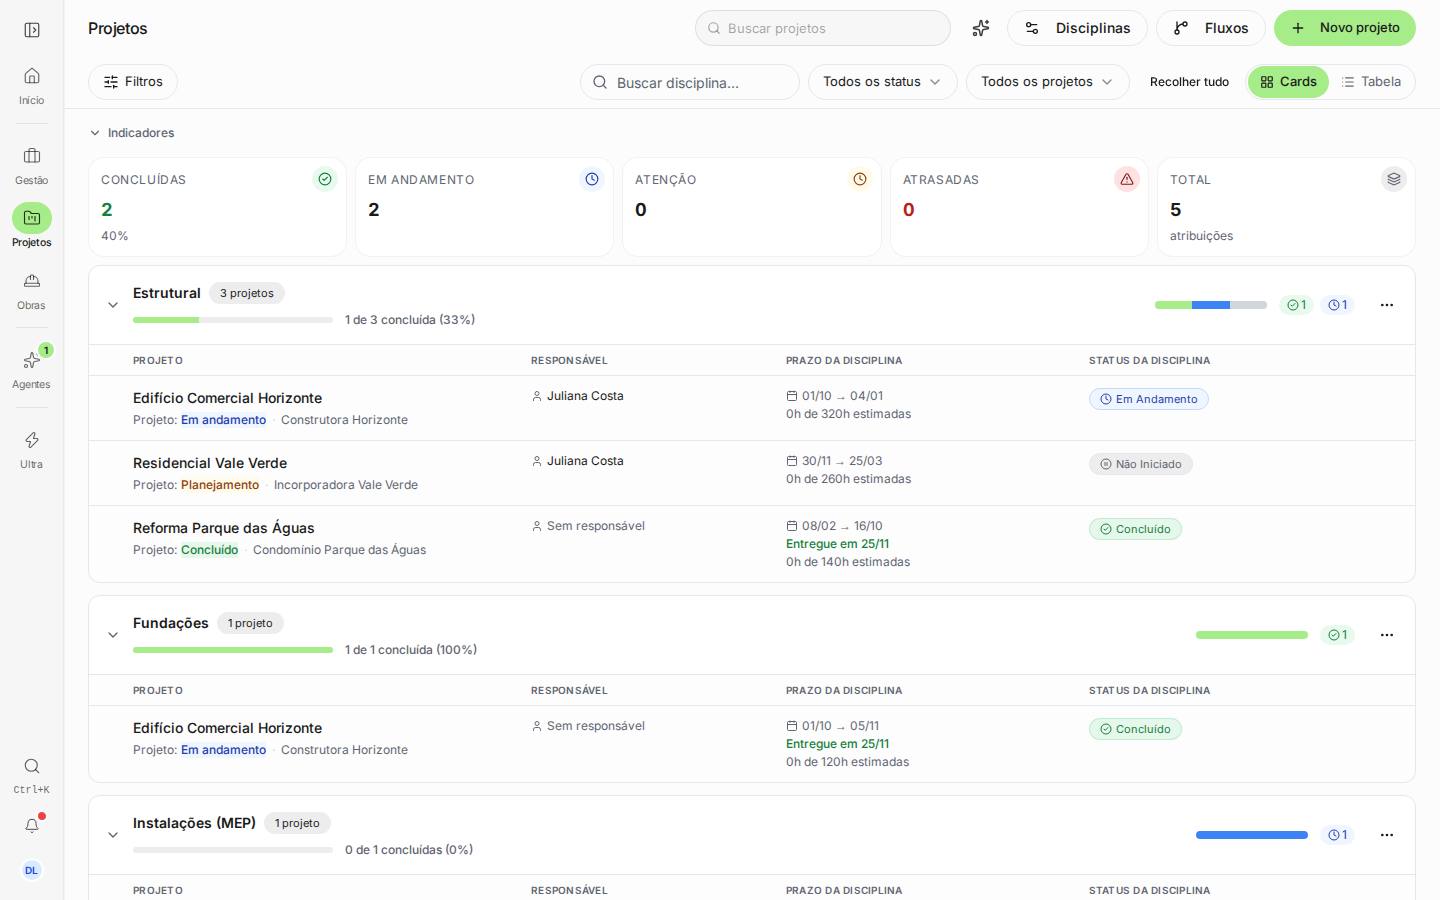 Projetos
Buscar projetos
Disciplinas
Fluxos
Novo projeto
Início
Gestão
Projetos
Obras
1
Agentes
Ultra
Ctrl+K
DL
Filtros
Buscar disciplina...
Todos os status
Todos os projetos
Recolher tudo
Cards
Tabela
Indicadores
CONCLUÍDAS
2
40%
EM ANDAMENTO
2
ATENÇÃO
0
ATRASADAS
0
TOTAL
5
atribuições
Estrutural 3 projetos
1 de 3 concluída (33%)
1 1
PROJETO RESPONSÁVEL PRAZO DA DISCIPLINA STATUS DA DISCIPLINA
Edifício Comercial Horizonte
Projeto: Em andamento · Construtora Horizonte
Juliana Costa
01/10 → 04/01
0h de 320h estimadas
Em Andamento
Residencial Vale Verde
Projeto: Planejamento · Incorporadora Vale Verde
Juliana Costa
30/11 → 25/03
0h de 260h estimadas
Não Iniciado
Reforma Parque das Águas
Projeto: Concluído · Condomínio Parque das Águas
Sem responsável
08/02 → 16/10
Entregue em 25/11
0h de 140h estimadas
Concluído
Fundações 1 projeto
1 de 1 concluída (100%)
1
PROJETO RESPONSÁVEL PRAZO DA DISCIPLINA STATUS DA DISCIPLINA
Edifício Comercial Horizonte
Projeto: Em andamento · Construtora Horizonte
Sem responsável
01/10 → 05/11
Entregue em 25/11
0h de 120h estimadas
Concluído
Instalações (MEP) 1 projeto
0 de 1 concluídas (0%)
1
PROJETO RESPONSÁVEL PRAZO DA DISCIPLINA STATUS DA DISCIPLINA